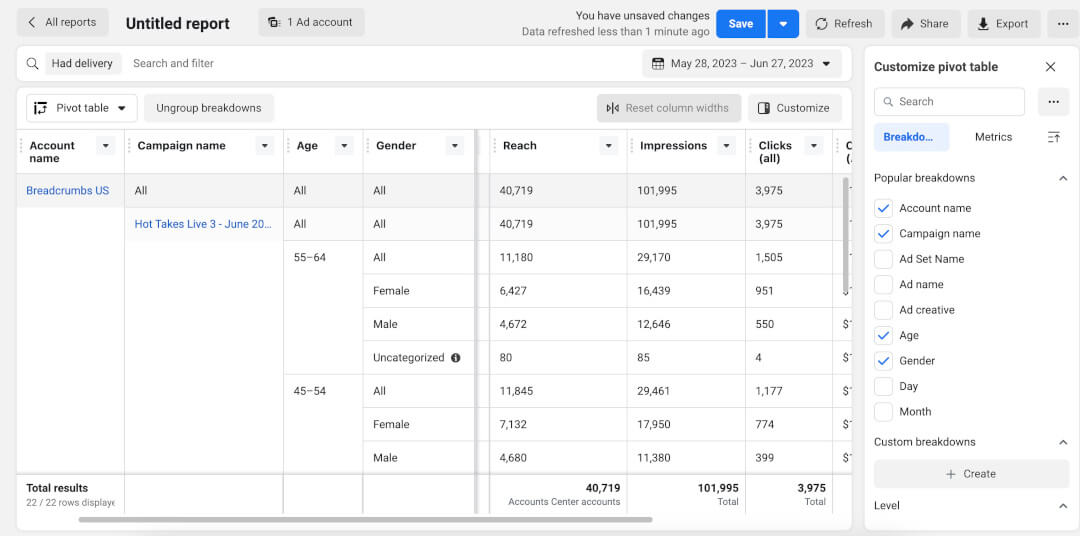 All reports
Untitled report
1 Ad account
You have unsaved changes
Data refreshed less than 1 minute ago
Save
Refresh
Share
Export
Had delivery
Search and filter
May 28, 2023 – Jun 27, 2023
Pivot table
Ungroup breakdowns
Reset column widths
Customize
Account name
Campaign name
Age
Gender
Reach
Impressions
Clicks (all)
Breadcrumbs US
All
All
All
40,719
101,995
3,975
Hot Takes Live 3 - June 20...
All
All
40,719
101,995
3,975
55–64
All
11,180
29,170
1,505
Female
6,427
16,439
951
Male
4,672
12,646
550
Uncategorized
80
85
4
45–54
All
11,845
29,461
1,177
Female
7,132
17,950
774
Male
4,680
11,380
399
Total results
22 / 22 rows displaye
40,719
Accounts Center accounts
101,995
Total
3,975
Total
Customize pivot table
Search
Breakdo...
Metrics
Popular breakdowns
Account name
Campaign name
Ad Set Name
Ad name
Ad creative
Age
Gender
Day
Month
Custom breakdowns
Create
Level